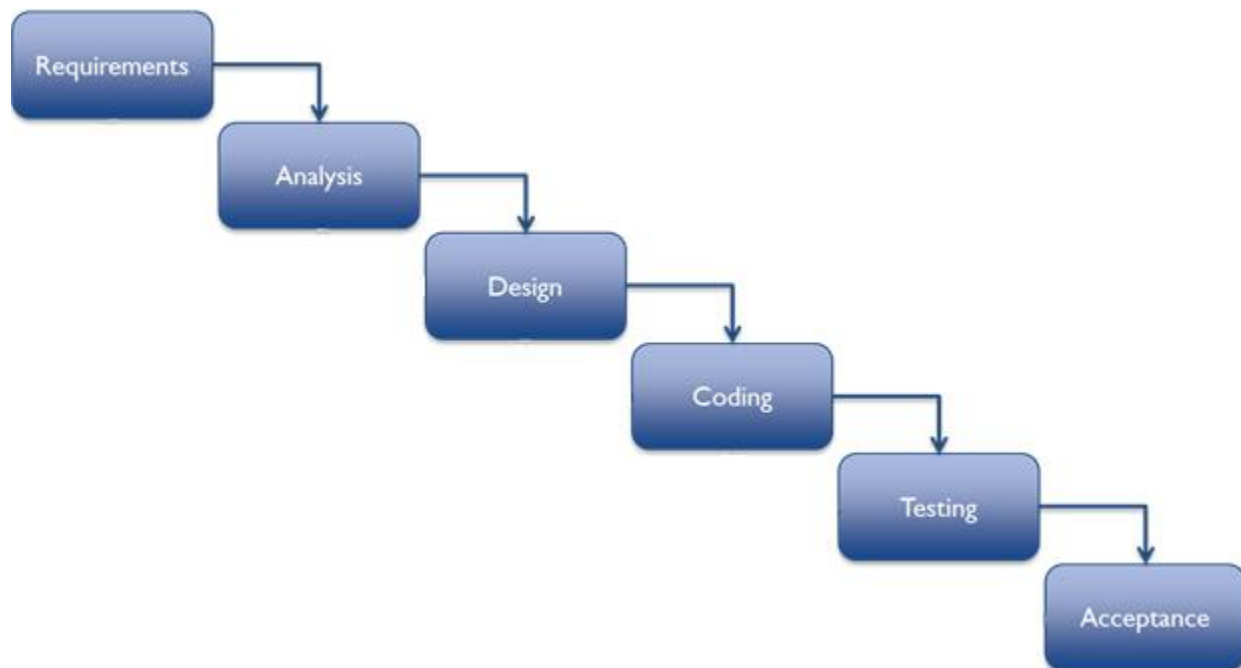 Requirements
Analysis
Design
Coding
Testing
Acceptance